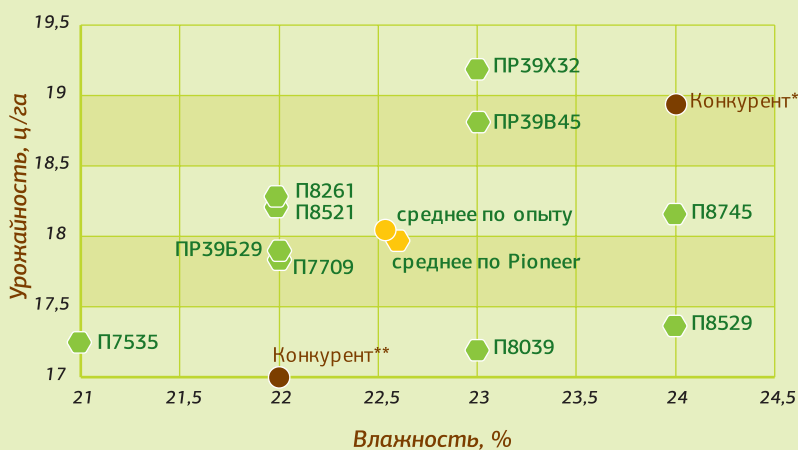 19,5
19
18,5
18
17,5
17
Урожайность, ц/га
ПР39Х32
Конкурент*
ПР39В45
П8261
П8521
среднее по опыту
П8745
ПР39Б29
П7709
среднее по Pioneer
П7535
П8529
Конкурент**
П8039
21
21,5
22
22,5
23
23,5
24
24,5
Влажность, %